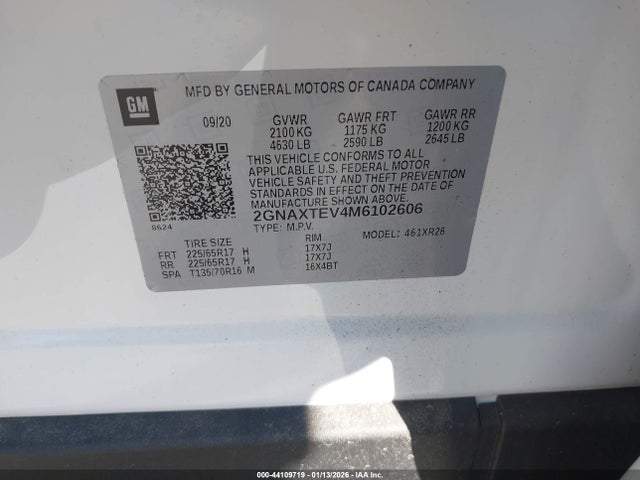 MFD BY GENERAL MOTORS OF CANADA COMPANY
GM
09/20 GVWR GAWR FRT GAWR RR
2100 KG 1175 KG 1200 KG
4630 LB 2590 LB 2645 LB
THIS VEHICLE CONFORMS TO ALL
APPLICABLE U.S. FEDERAL MOTOR
VEHICLE SAFETY AND THEFT PREVENTION
STANDARDS IN EFFECT ON THE DATE OF
MANUFACTURE SHOWN ABOVE.
2GNAXTEV4M6102606
8624
TYPE: M.P.V. MODEL: 461XR26
TIRE SIZE RIM
FRT 225/65R17 H 17X7J
RR 225/65R17 H 17X7J
SPA T135/70R16 M 16X4BT
000-44109719 01/13/2026 IAAI.COM